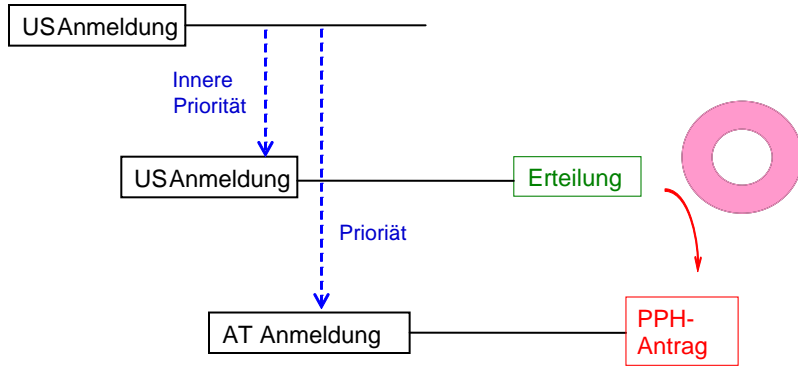 USAnmeldung
Innere
Priorität
USAnmeldung
Erteilung
Prioriät
AT Anmeldung
PPH-
Antrag